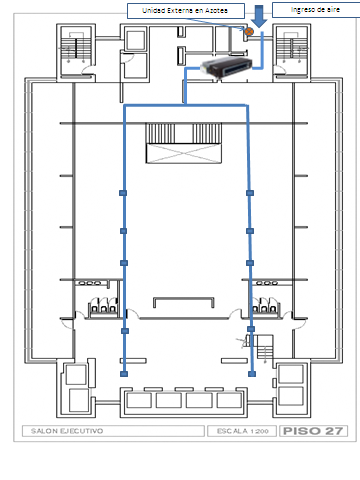 Unidad Externa en Azotea
Ingreso de aire
SALON EJECUTIVO
ESCALA 1:200
PISO 27